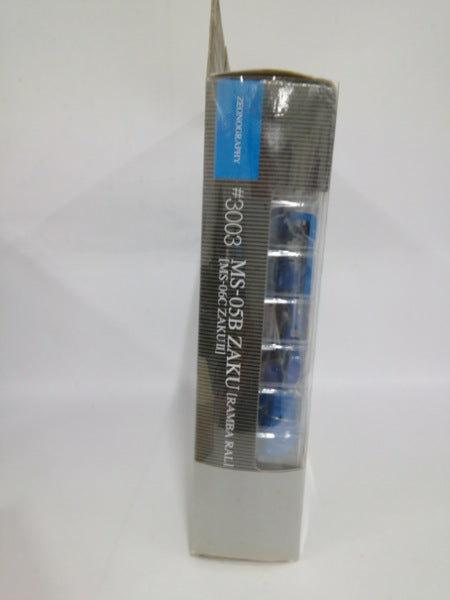 ZEONOGRAPHY
#3003 MS-05B ZAKU [RAMBA RAL]
[MS-06C ZAKU II]